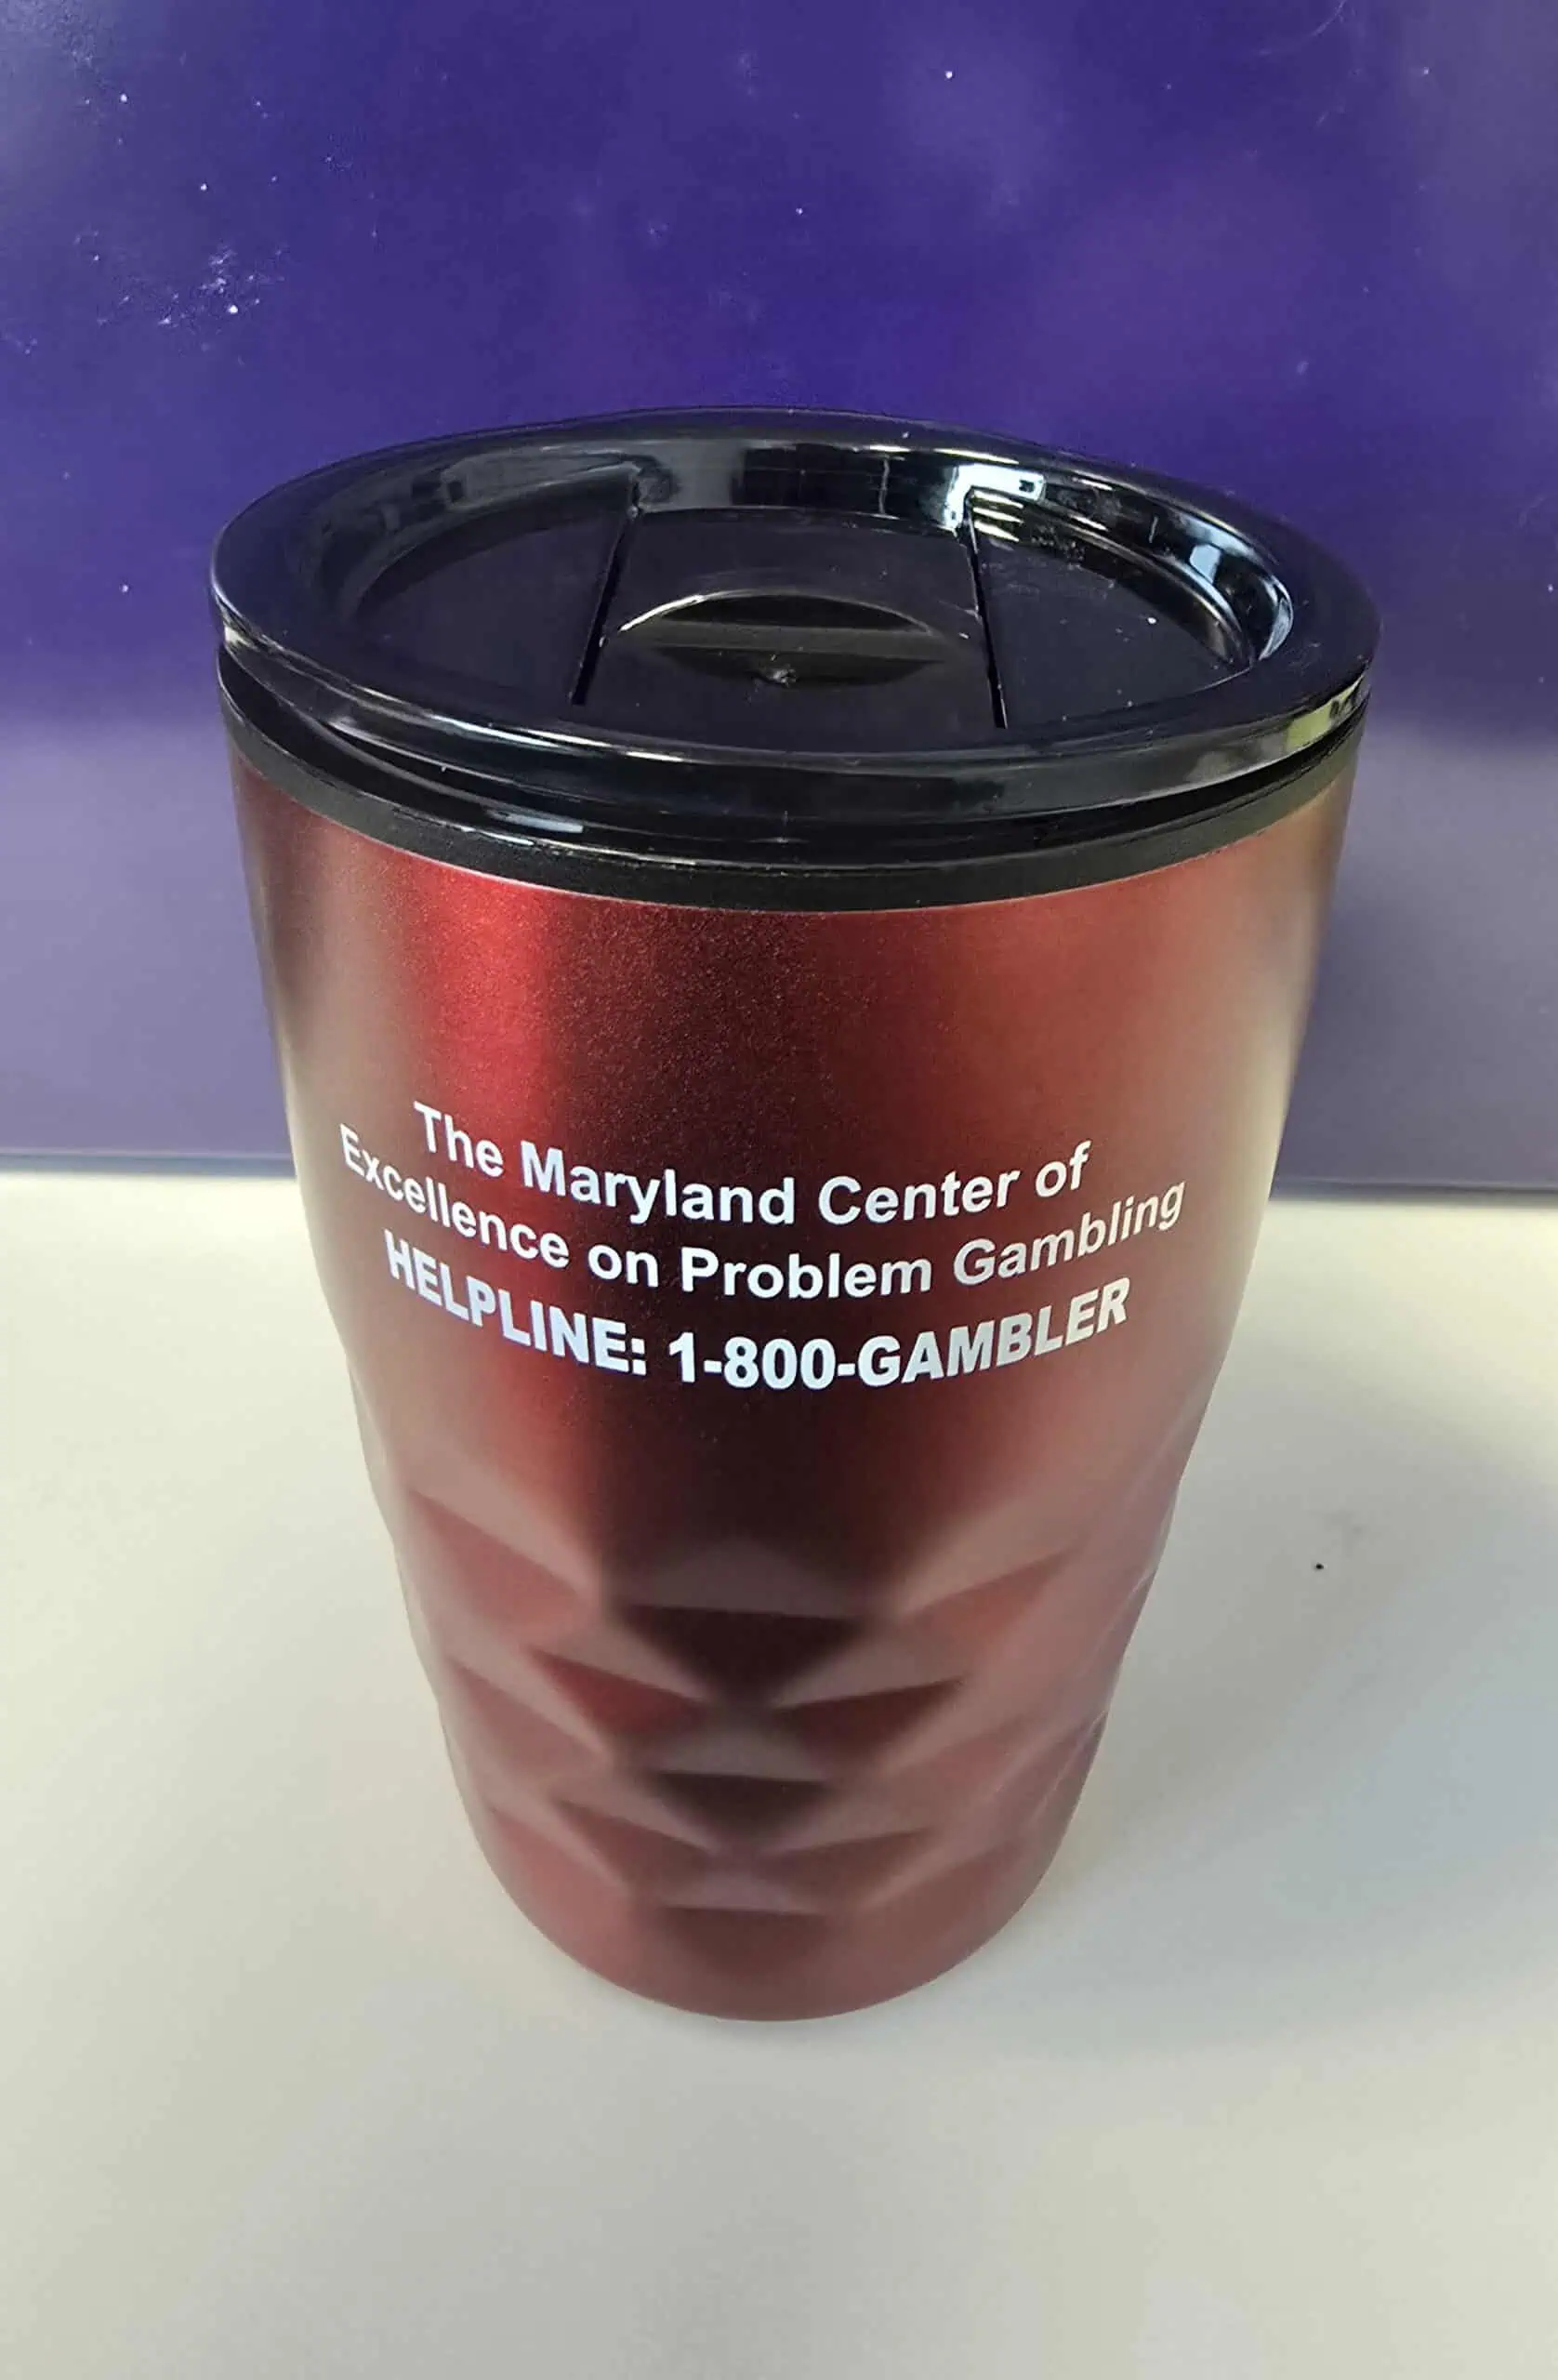 The Maryland Center of
Excellence on Problem Gambling
HELPLINE: 1-800-GAMBLER